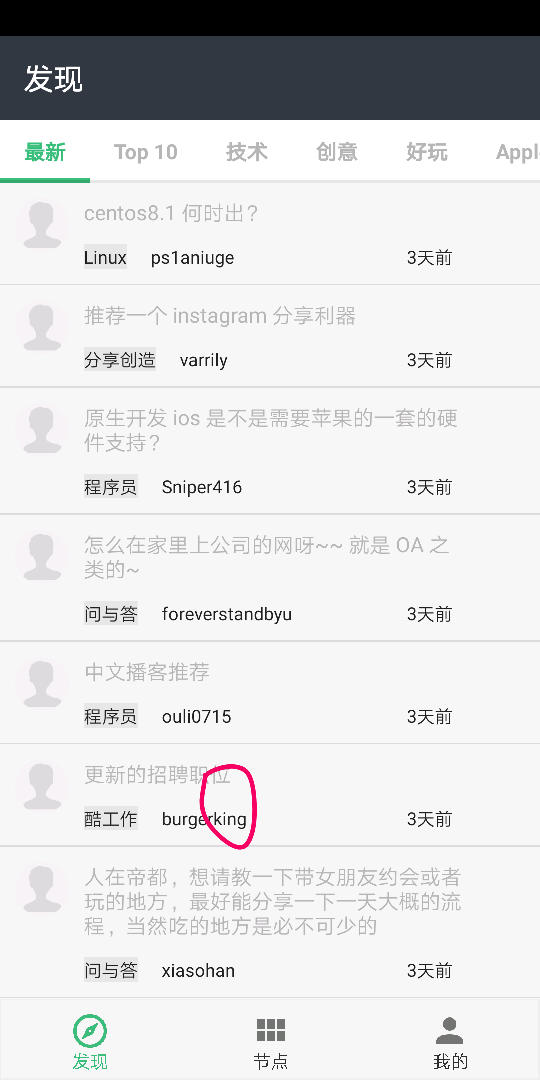 发现
最新 Top 10 技术 创意 好玩 Appl
centos8.1 何时出？
Linux ps1aniuge 3天前
推荐一个 instagram 分享利器
分享创造 varrily 3天前
原生开发 ios 是不是需要苹果的一套的硬
件支持？
程序员 Sniper416 3天前
怎么在家里上公司的网呀~~ 就是 OA 之
类的~
问与答 foreverstandbyu 3天前
中文播客推荐
程序员 ouli0715 3天前
更新的招聘职位
酷工作 burgerking 3天前
人在帝都，想请教一下带女朋友约会或者
玩的地方，最好能分享一下一天大概的流
程，当然吃的地方是必不可少的
问与答 xiasohan 3天前
发现 节点 我的